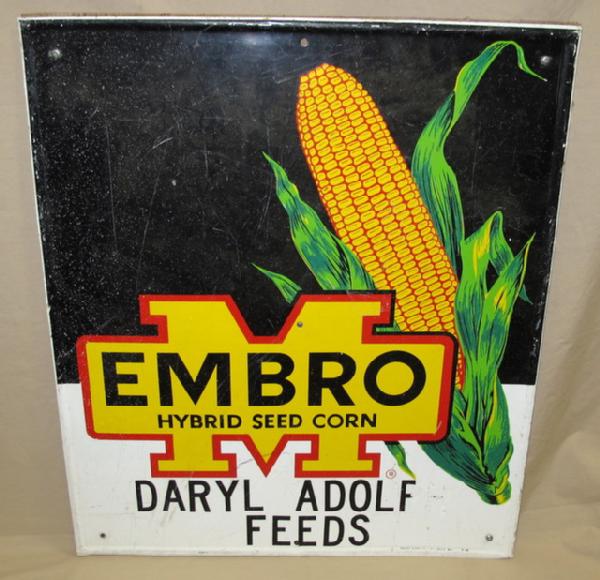 M
EMBRO
HYBRID SEED CORN
®
DARYL ADOLF
FEEDS